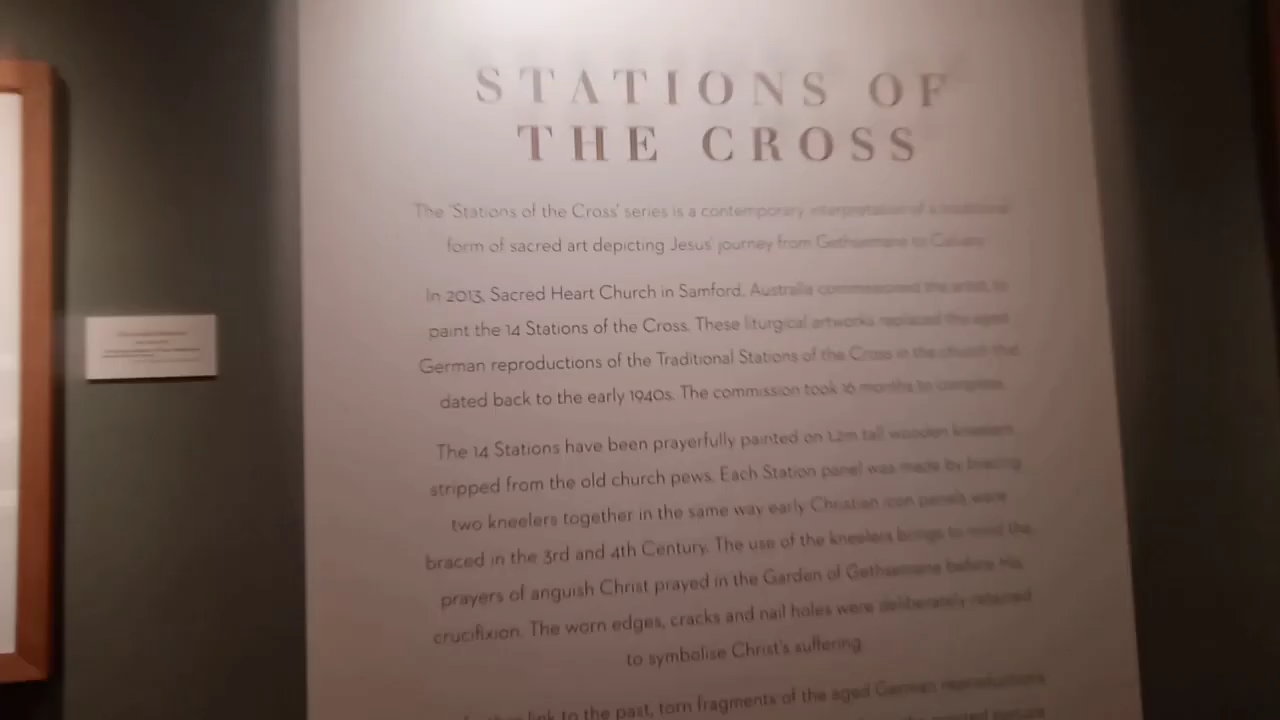 STATIONS OF
THE CROSS
The 'Stations of the Cross' series is a contemporary interpretation of a traditional
form of sacred art depicting Jesus' journey from Gethsemane to Calvary.
In 2013, Sacred Heart Church in Samford, Australia commissioned the artist, to
paint the 14 Stations of the Cross. These liturgical artworks replaced the aged
German reproductions of the Traditional Stations of the Cross in the church that
dated back to the early 1940s. The commission took 16 months to complete.
The 14 Stations have been prayerfully painted on 1.2m tall wooden kneelers
stripped from the old church pews. Each Station panel was made by bracing
two kneelers together in the same way early Christian icon panels were
braced in the 3rd and 4th Century. The use of the kneelers brings to mind the
prayers of anguish Christ prayed in the Garden of Gethsemane before his
crucifixion. The worn edges, cracks and nail holes were deliberately retained
to symbolise Christ's suffering.
link to the past, torn fragments of the aged German reproductions